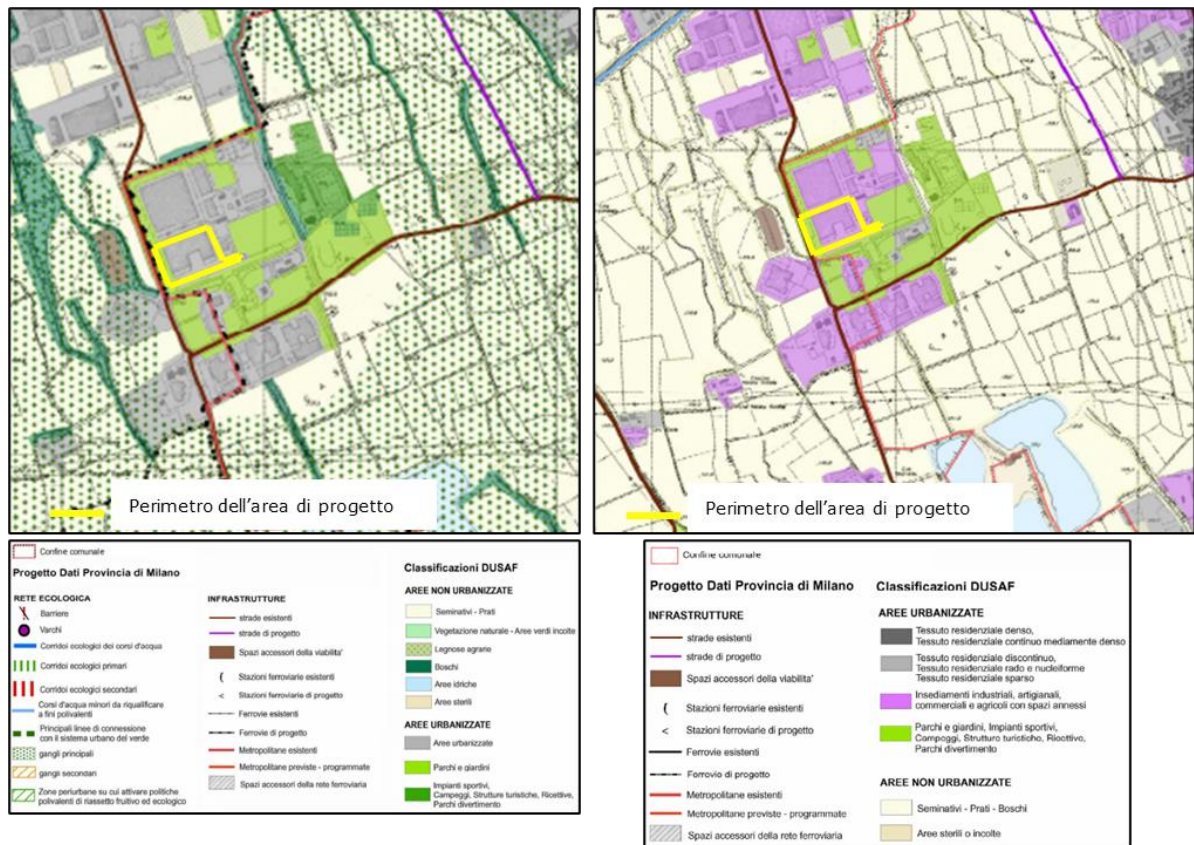 Perimetro dell'area di progetto
Perimetro dell'area di progetto
Confine comunale
Progetto Dati Provincia di Milano
RETE ECOLOGICA
Barriere
Varchi
Corridoi ecologici dei corsi d'acqua
Corridoi ecologici primari
Corridoi ecologici secondari
Corsi d'acqua minori da riqualificare
a fini polivalenti
Principali linee di connessione
con il sistema urbano del verde
gangli principali
gangli secondari
Zone periurbane su cui attivare politiche
polivalenti di riassetto fruitivo ed ecologico
INFRASTRUTTURE
strade esistenti
strade di progetto
Spazi accessori della viabilita'
Stazioni ferroviarie esistenti
Stazioni ferroviarie di progetto
Ferrovie esistenti
Ferrovie di progetto
Metropolitane esistenti
Metropolitane previste - programmate
Spazi accessori della rete ferroviaria
Classificazioni DUSAF
AREE NON URBANIZZATE
Seminativi - Prati
Vegetazione naturale - Aree verdi incolte
Legnose agrarie
Boschi
Aree idriche
Aree sterili
AREE URBANIZZATE
Aree urbanizzate
Parchi e giardini
Impianti sportivi,
Campeggi, Strutture turistiche, Ricettive,
Parchi divertimento
Confine comunale
Progetto Dati Provincia di Milano
INFRASTRUTTURE
strade esistenti
strade di progetto
Spazi accessori della viabilita'
Stazioni ferroviarie esistenti
Stazioni ferroviarie di progetto
Ferrovie esistenti
Ferrovie di progetto
Metropolitane esistenti
Metropolitane previste - programmate
Spazi accessori della rete ferroviaria
Classificazioni DUSAF
AREE URBANIZZATE
Tessuto residenziale denso,
Tessuto residenziale continuo mediamente denso
Tessuto residenziale discontinuo,
Tessuto residenziale rado e nucleiforme
Tessuto residenziale sparso
Insediamenti industriali, artigianali,
commerciali e agricoli con spazi annessi
Parchi e giardini, Impianti sportivi,
Campeggi, Strutture turistiche, Ricettivo,
Parchi divertimento
AREE NON URBANIZZATE
Seminativi - Prati - Boschi
Aree sterili o incolte